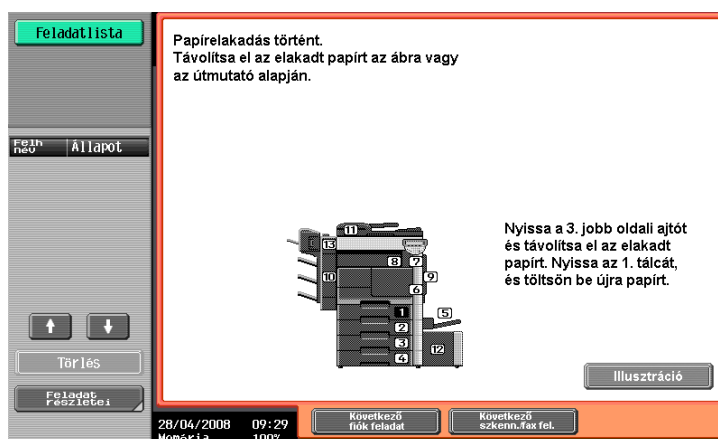 Feladatlista
Papírelakadás történt.
Távolítsa el az elakadt papírt az ábra vagy
az útmutató alapján.
Felh
név
Állapot
11
13
8
7
10
9
6
1
5
2
3
12
4
Nyissa a 3. jobb oldali ajtót
és távolítsa el az elakadt
papírt. Nyissa az 1. tálcát,
és töltsön be újra papírt.
Törlés
Feladat
részletei
Illusztráció
28/04/2008 09:29
Memória 100%
Következő
fiók feladat
Következő
szkenn./fax fel.